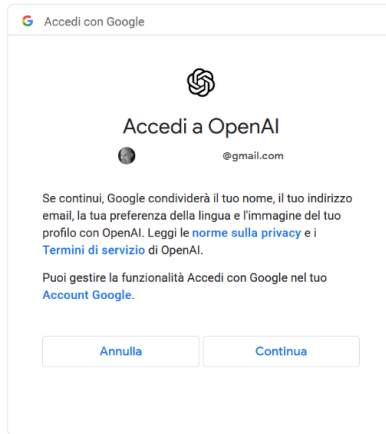 Accedi con Google
Accedi a OpenAI
@gmail.com
Se continui, Google condividerà il tuo nome, il tuo indirizzo
email, la tua preferenza della lingua e l'immagine del tuo
profilo con OpenAI. Leggi le norme sulla privacy e i
Termini di servizio di OpenAI.
Puoi gestire la funzionalità Accedi con Google nel tuo
Account Google.
Annulla
Continua